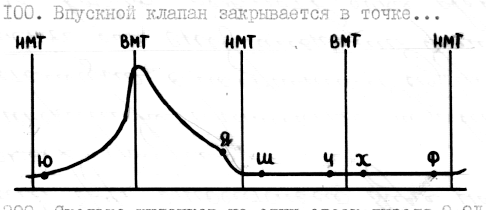 100. Впускной клапан закрывается в точке...
НМТ ВМТ НМТ ВМТ НМТ
Ю Я Ш Ч Х Ф